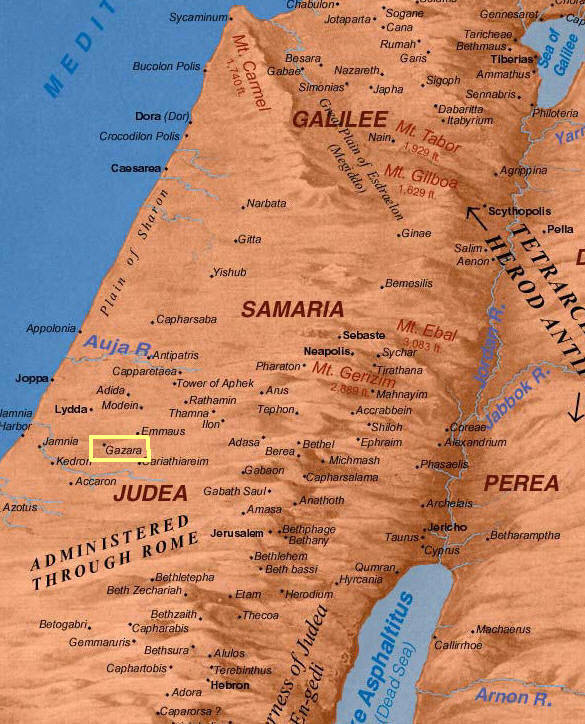 Chabulon
Sogane
Gennesaret
Sycaminum
Jotaparta
Cana
Taricheae
MEDIT
Rumah
Bethmaus
Mt. Carmel
1,740 ft.
Besara
Garis
Tiberias
Sea of
Galilee
Bucolon Polis
Gabae
Nazareth
Ammathus
Simonias
Japha
Sigoph
Sennabris
Dabaritta
Philoteria
Dora (Dor)
GALILEE
Itabyrium
Crocodilon Polis
Nain
Mt. Tabor
1,929 ft.
Great Plain of Esdraelon
(Megiddo)
Caesarea
Mt. Gilboa
1,629 ft.
Agrippina
Narbata
Scythopolis
Plain of Sharon
Gitta
Ginae
Pella
Salim
Aenon
TETRARC
HEROD ANTI
Yishub
Bemesilis
Capharsaba
SAMARIA
Appolonia
Sebaste
Mt. Ebal
3,083 ft.
Jordan R.
Auja R.
Antipatris
Neapolis
Sychar
Capparetaea
Pharaton
Mt. Gerizim
2,889 ft.
Tirathana
Joppa
Tower of Aphek
Jabbok R.
Adida
Arus
Mahnayim
Lydda
Modein
Rathamin
Thamna
Tephon
Accrabbein
Jamnia
Harbor
Ilon
Shiloh
Coreae
Emmaus
Adasa
Bethel
Ephraim
Alexandrium
Jamnia
Gazara
Berea
Kedron
Cariathiareim
Michmash
Phasaelis
Gabaon
Capharsalama
Accaron
JUDEA
Gabath Saul
PEREA
Anathoth
Archelais
Azotus
Amasa
Jericho
ADMINISTERED
THROUGH ROME
Jerusalem
Bethphage
Bethany
Taunus
Betharamptha
Cyprus
Bethlehem
Beth bassi
Qumran
Bethletepha
Hyrcania
Beth Zechariah
Etam
Herodium
Bethzaith
Thecoa
Betogabri
Capharabis
Machaerus
Gemmaruris
Callirrhoe
Bethsura
Alulos
Caphartobis
Terebinthus
Hebron
Adora
Caparorsa ?
rness of Judea
En-gedi
e Asphaltitus
(Dead Sea)
Arnon R.